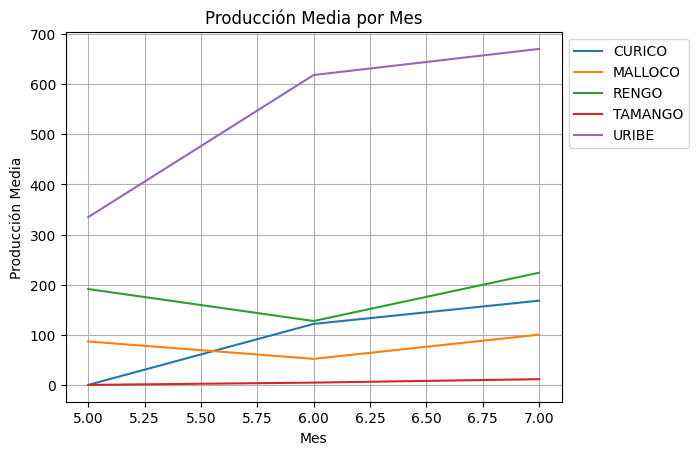 Producción Media por Mes
CURICO
MALLOCO
RENGO
TAMANGO
URIBE
Producción Media
700
600
500
400
300
200
100
0
5.00 5.25 5.50 5.75 6.00 6.25 6.50 6.75 7.00
Mes